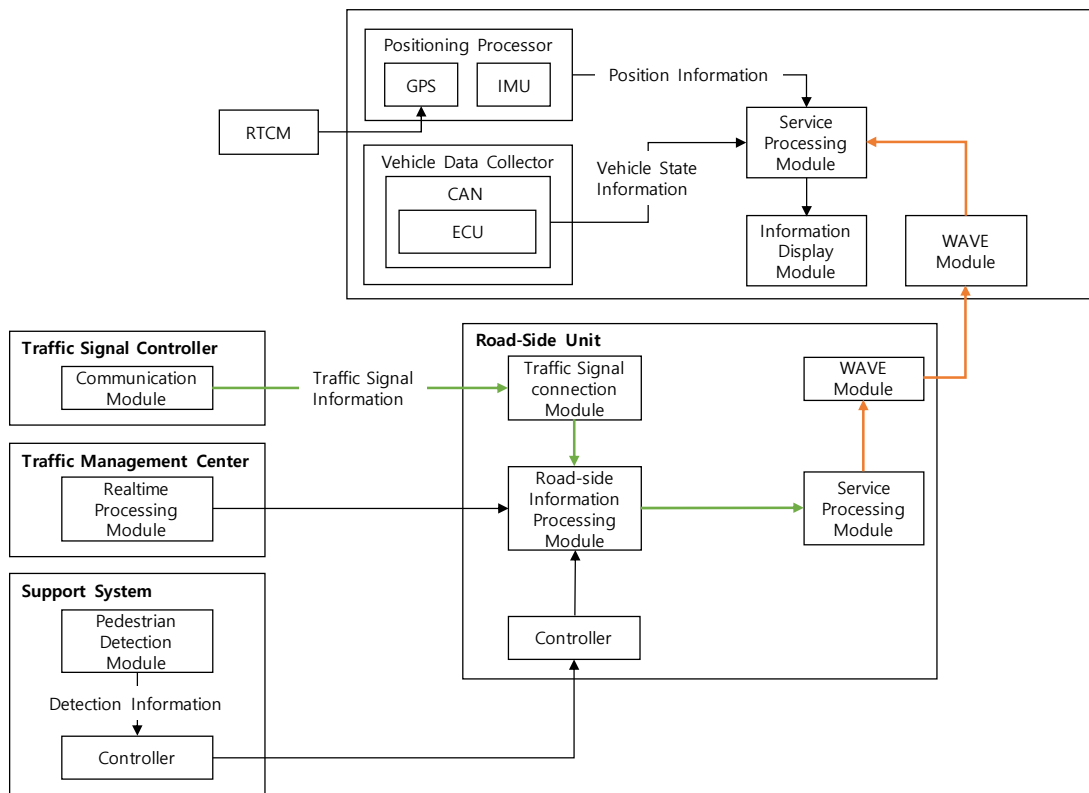 Positioning Processor
GPS
IMU
Position Information
RTCM
Service
Processing
Module
Vehicle Data Collector
CAN
ECU
Vehicle State
Information
Information
Display
Module
WAVE
Module
Traffic Signal Controller
Communication
Module
Traffic Signal
Information
Road-Side Unit
Traffic Signal
connection
Module
WAVE
Module
Traffic Management Center
Realtime
Processing
Module
Road-side
Information
Processing
Module
Service
Processing
Module
Support System
Pedestrian
Detection
Module
Detection Information
Controller
Controller